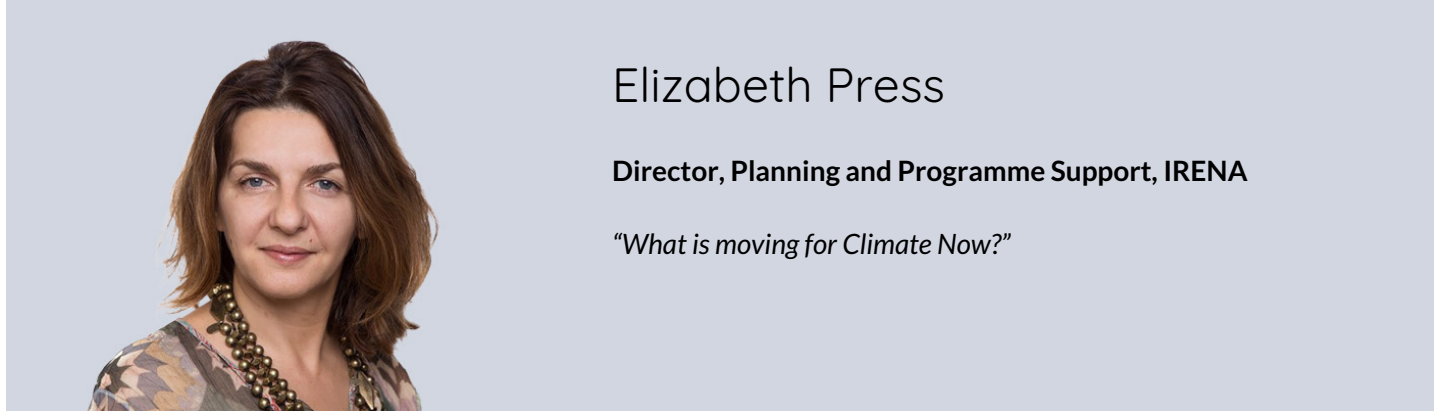 Elizabeth Press
Director, Planning and Programme Support, IRENA
“What is moving for Climate Now?”